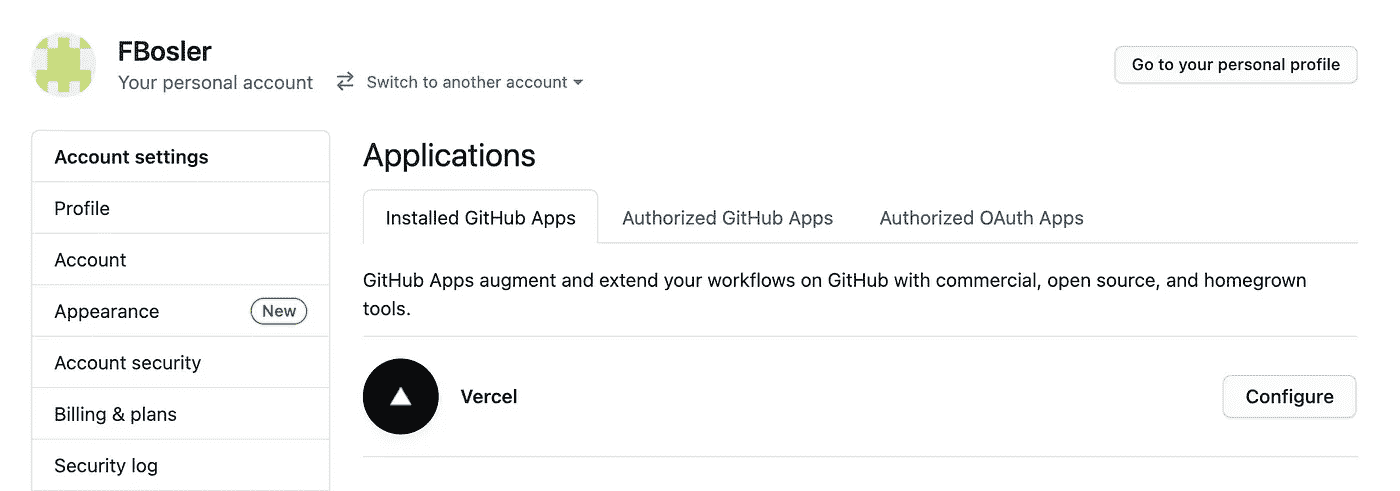 FBosler
Your personal account
Switch to another account
Go to your personal profile
Account settings
Profile
Account
Appearance
New
Account security
Billing & plans
Security log
Applications
Installed GitHub Apps
Authorized GitHub Apps
Authorized OAuth Apps
GitHub Apps augment and extend your workflows on GitHub with commercial, open source, and homegrown
tools.
Vercel
Configure